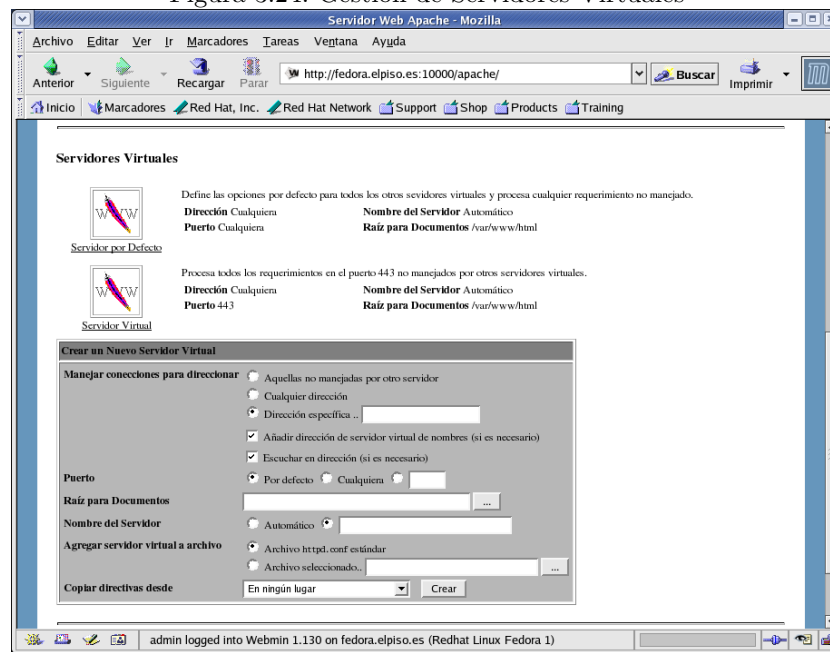 Figura 3.24: Gestión de Servidores Virtuales
Servidor Web Apache - Mozilla
Archivo Editar Ver Ir Marcadores Tareas Ventana Ayuda
Anterior Siguiente Recargar Parar http://fedora.elpiso.es:10000/apache/ Buscar Imprimir
Inicio Marcadores Red Hat, Inc. Red Hat Network Support Shop Products Training
Servidores Virtuales
Define las opciones por defecto para todos los otros sevidores virtuales y procesa cualquier requerimiento no manejado.
Dirección Cualquiera Nombre del Servidor Automático
Puerto Cualquiera Raíz para Documentos /var/www/html
Servidor por Defecto
Procesa todos los requerimientos en el puerto 443 no manejados por otros servidores virtuales.
Dirección Cualquiera Nombre del Servidor Automático
Puerto 443 Raíz para Documentos /var/www/html
Servidor Virtual
Crear un Nuevo Servidor Virtual
Manejar conecciones para direccionar Aquellas no manejadas por otro servidor
Cualquier dirección
Dirección específica ..
Añadir dirección de servidor virtual de nombres (si es necesario)
Escuchar en dirección (si es necesario)
Puerto Por defecto Cualquiera
Raíz para Documentos ...
Nombre del Servidor Automático
Agregar servidor virtual a archivo Archivo httpd.conf estándar
Archivo seleccionado.. ...
Copiar directivas desde En ningún lugar Crear
admin logged into Webmin 1.130 on fedora.elpiso.es (Redhat Linux Fedora 1)